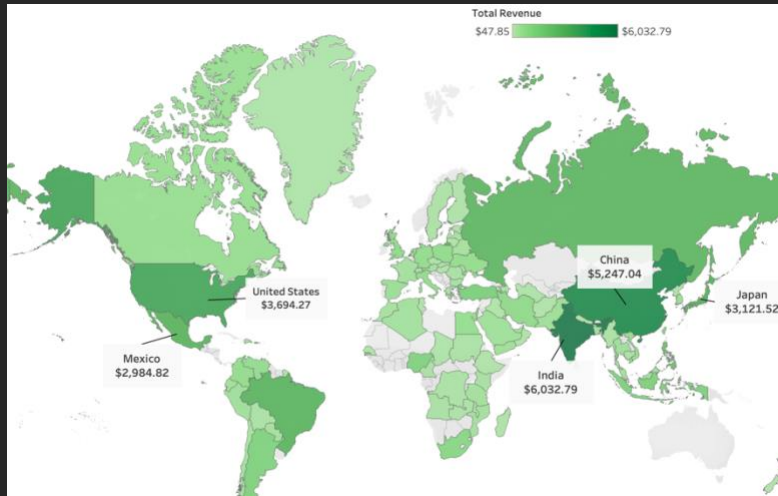 Total Revenue
$47.85 $6,032.79
China
$5,247.04
United States
$3,694.27
Japan
$3,121.52
Mexico
$2,984.82
India
$6,032.79